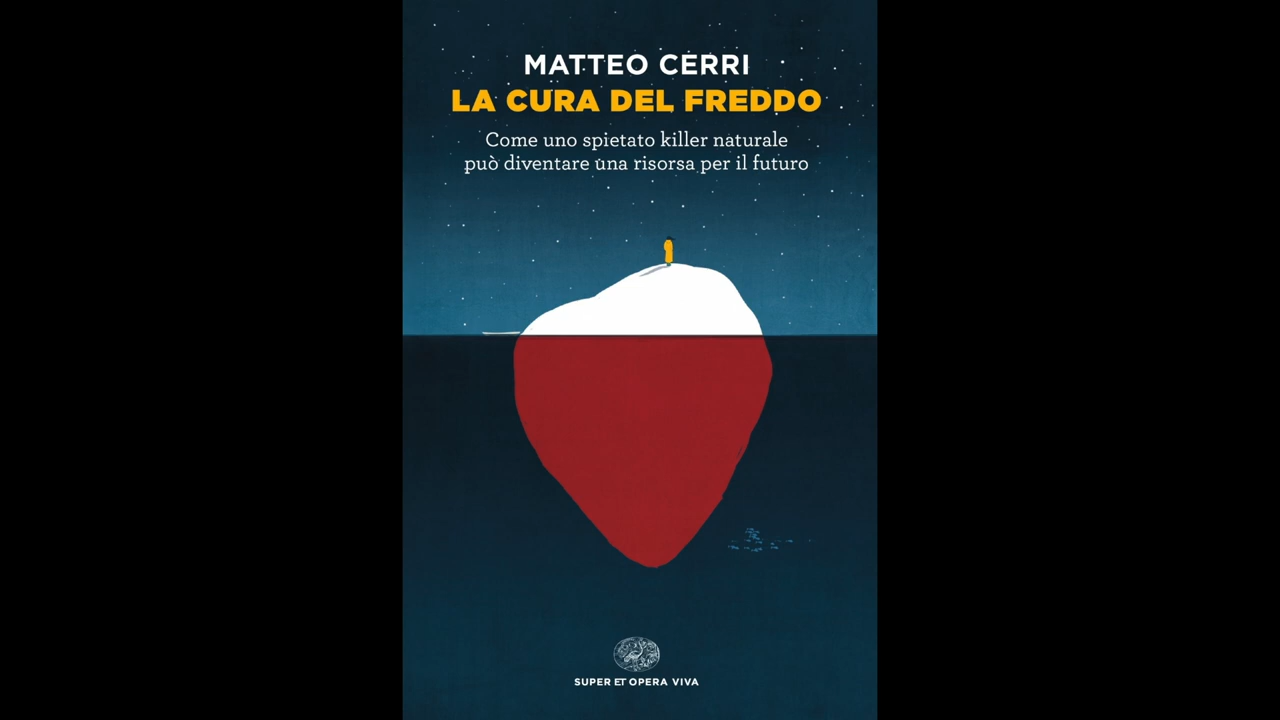 MATTEO CERRI
LA CURA DEL FREDDO
Come uno spietato killer naturale
può diventare una risorsa per il futuro
SUPER ET OPERA VIVA